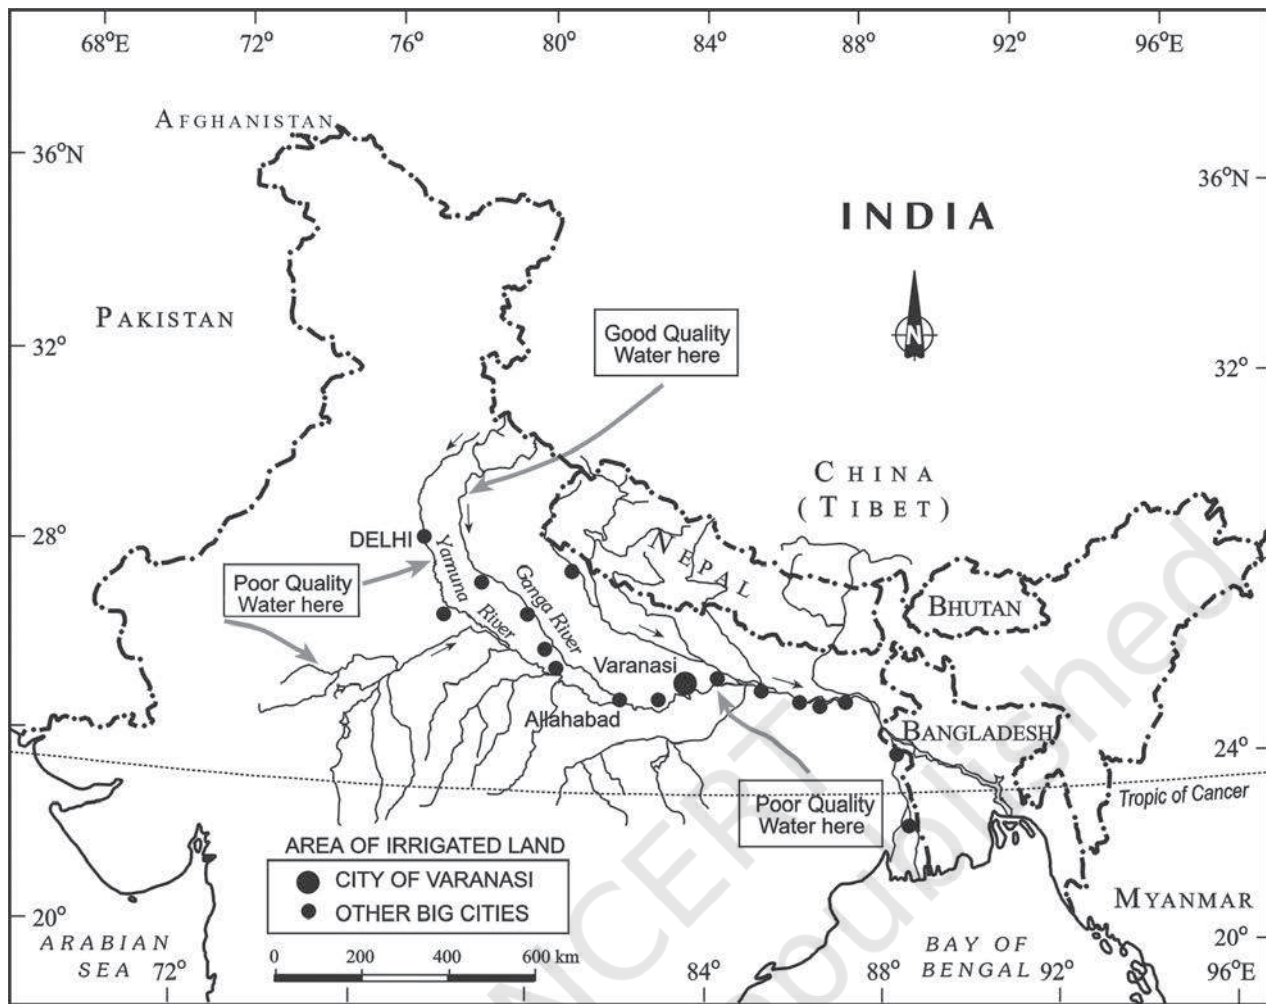 68°E 72° 76° 80° 84° 88° 92° 96°E
AFGHANISTAN
36°N
36°N
INDIA
PAKISTAN
N
Good Quality
Water here
32°
32°
CHINA
(TIBET)
28°
DELHI
NEPAL
28°
Poor Quality
Water here
Yamuna River
Ganga River
BHUTAN
Varanasi
Allahabad
BANGLADESH
24°
Tropic of Cancer
Poor Quality
Water here
AREA OF IRRIGATED LAND
CITY OF VARANASI
OTHER BIG CITIES
MYANMAR
20°
20°
ARABIAN
SEA
BAY OF
BENGAL
0 200 400 600 km
72° 84° 88° 92° 96°E
NCERT
published